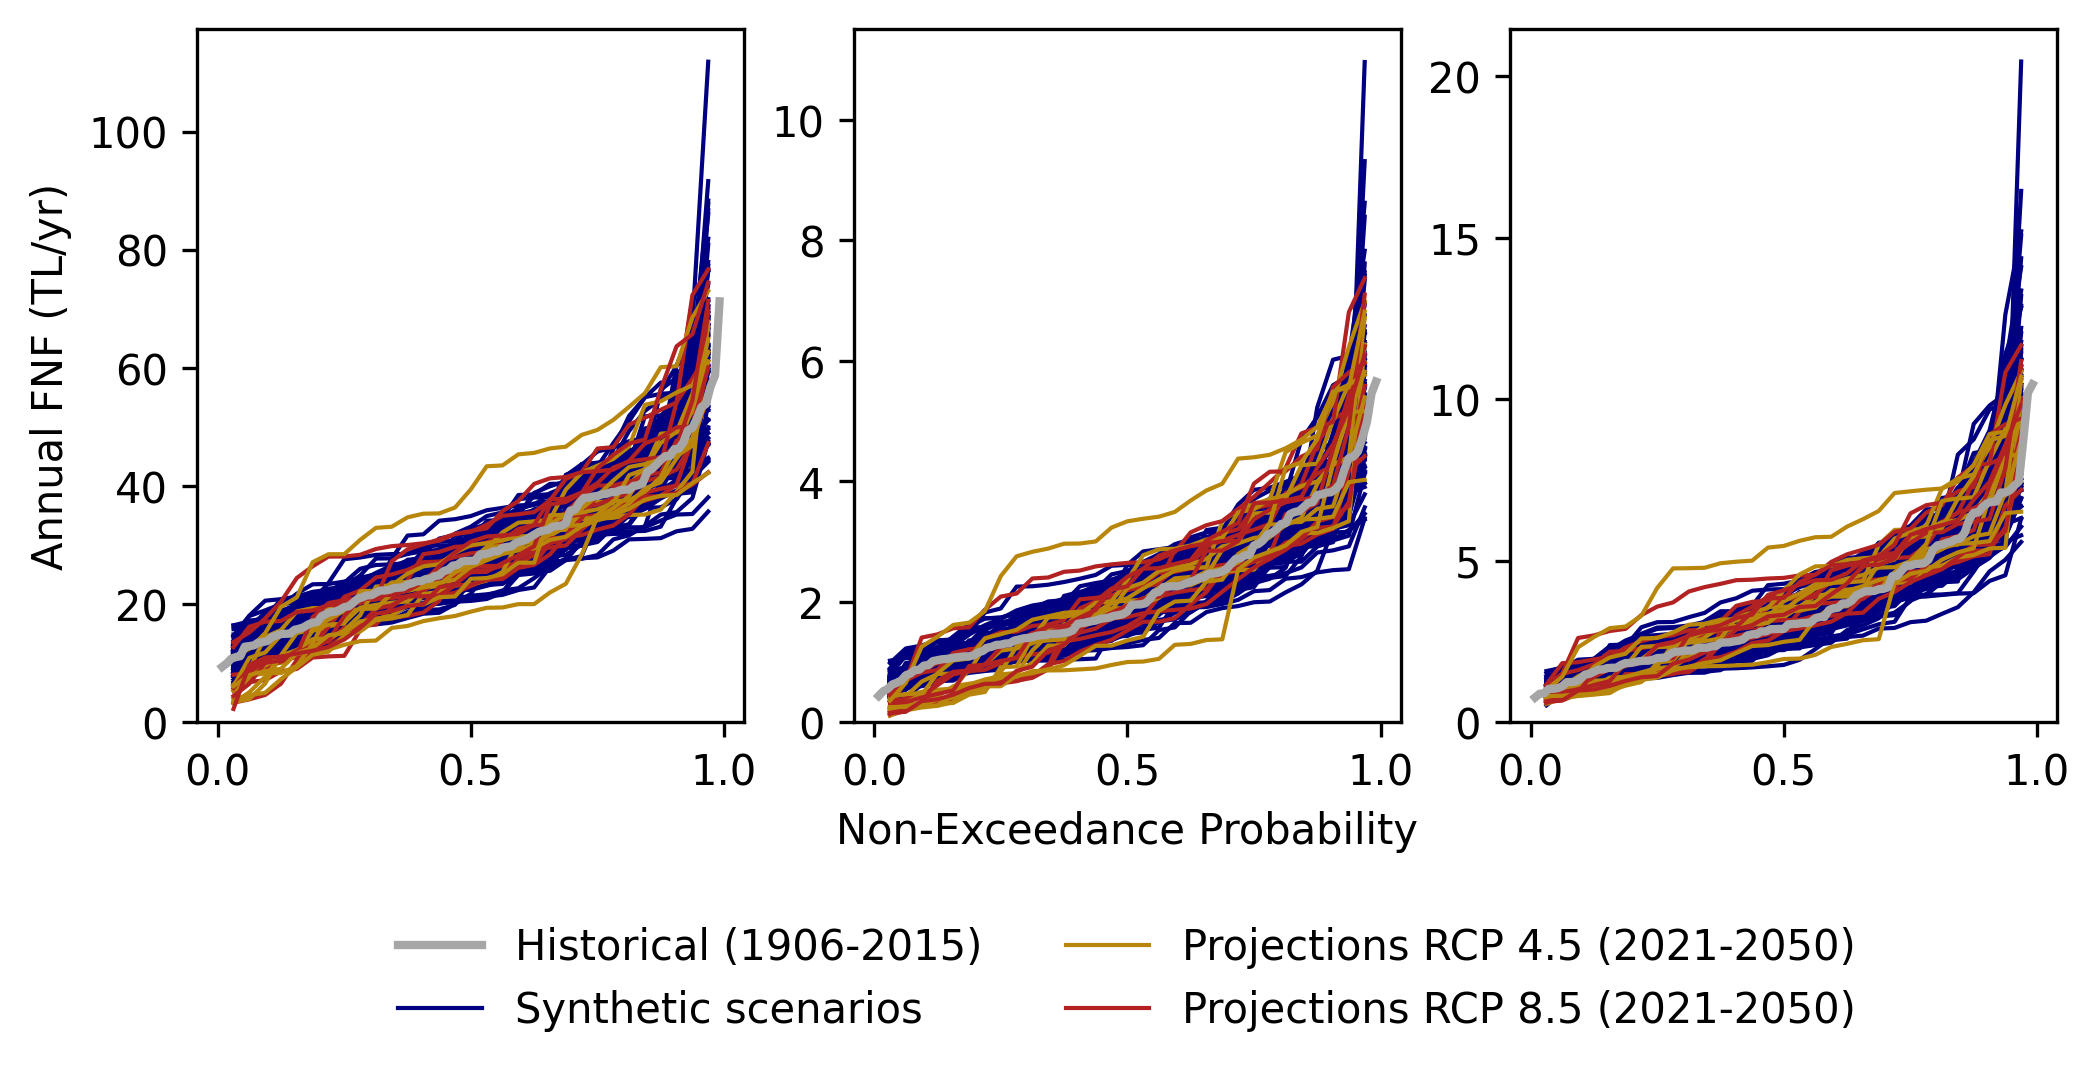 Annual FNF (TL/yr)
100
80
60
40
20
0
0.0 0.5 1.0
10
8
6
4
2
0
0.0 0.5 1.0
20
15
10
5
0
0.0 0.5 1.0
Non-Exceedance Probability
Historical (1906-2015)
Synthetic scenarios
Projections RCP 4.5 (2021-2050)
Projections RCP 8.5 (2021-2050)